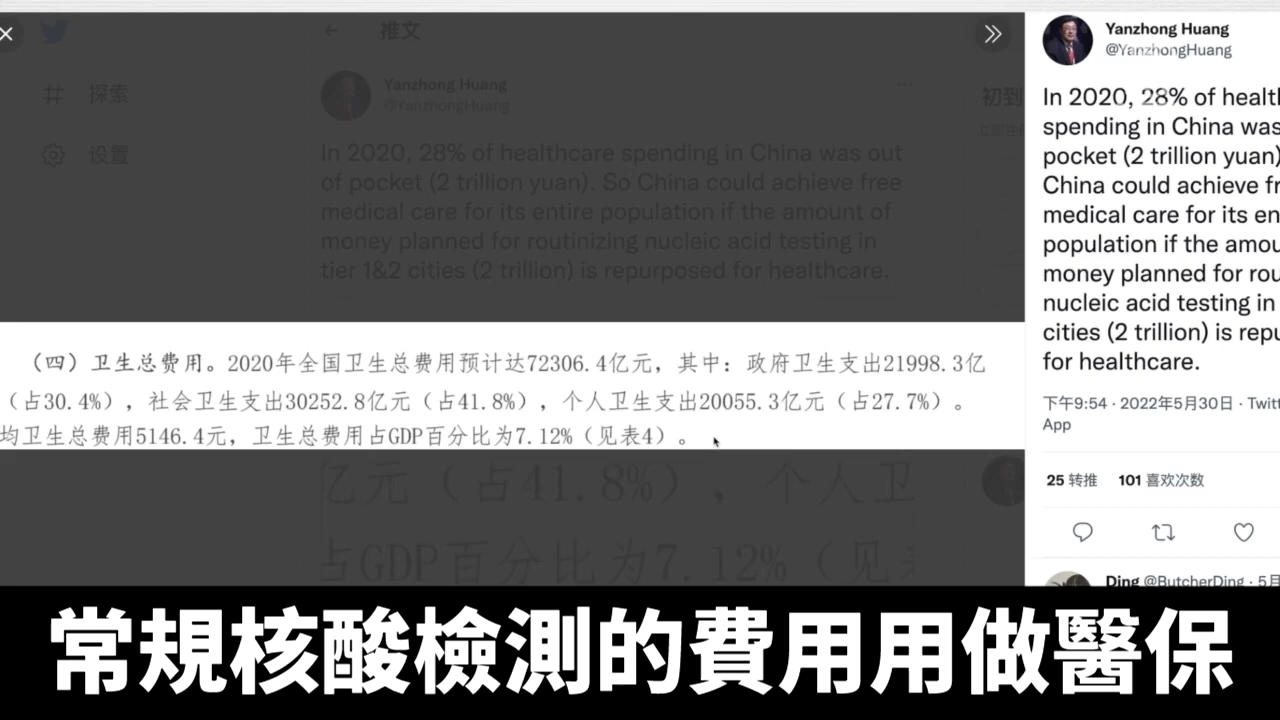 推文
Yanzhong Huang
@YanzhongHuang
探索
设置
初到
In 2020, 28% of healthcare spending in China was out
of pocket (2 trillion yuan). So China could achieve free
medical care for its entire population if the amount of
money planned for routinizing nucleic acid testing in
tier 1&2 cities (2 trillion) is repurposed for healthcare.
（四）卫生总费用。2020年全国卫生总费用预计达72306.4亿元，其中：政府卫生支出21998.3亿
（占30.4%），社会卫生支出30252.8亿元（占41.8%），个人卫生支出20055.3亿元（占27.7%）。
均卫生总费用5146.4元，卫生总费用占GDP百分比为7.12%（见表4）。
亿元（占41.8%），个人卫
占GDP百分比为7.12%（见表
Yanzhong Huang
@YanzhongHuang
In 2020, 28% of healt
spending in China was
pocket (2 trillion yuan)
China could achieve fr
medical care for its en
population if the amou
money planned for rou
nucleic acid testing in
cities (2 trillion) is repu
for healthcare.
下午9:54 · 2022年5月30日 · Twitt
App
25 转推 101 喜欢次数
Ding @ButcherDing · 5月
常規核酸檢測的費用用做醫保